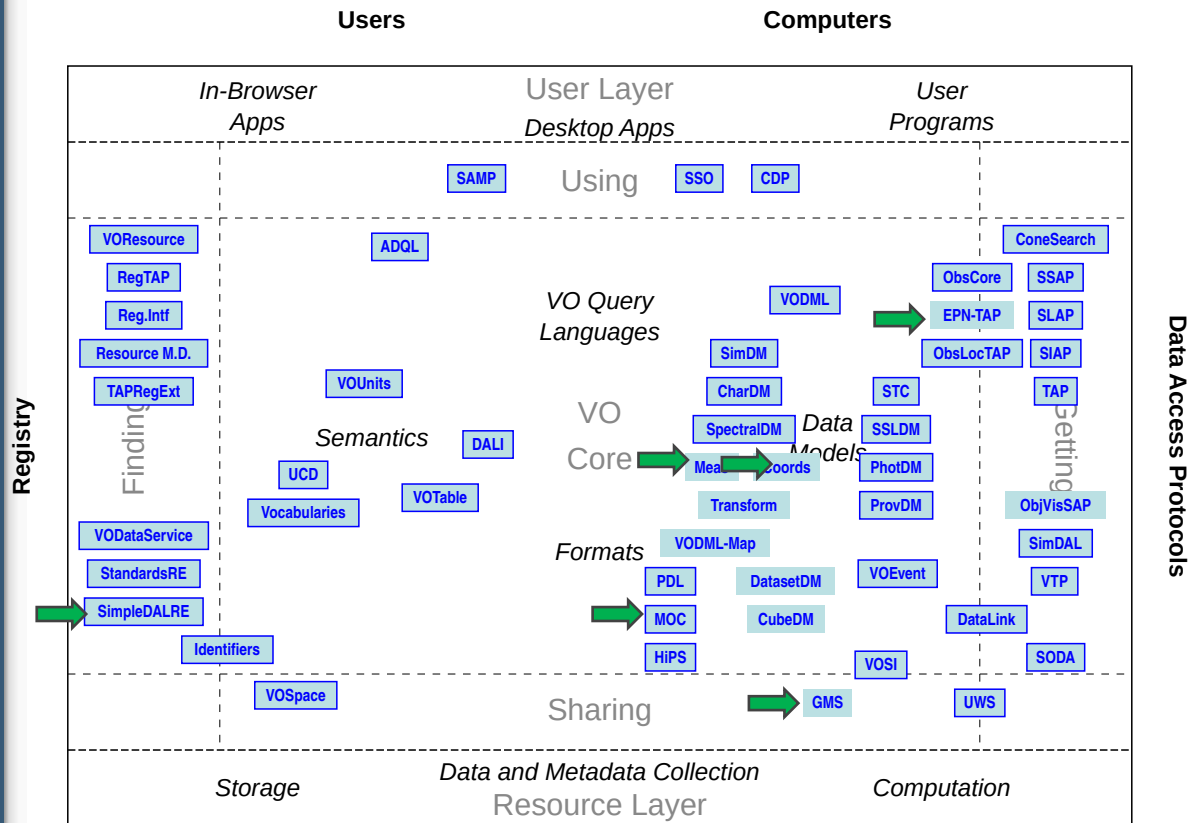 Users
Computers
In-Browser
Apps
User Layer
Desktop Apps
User
Programs
SAMP
Using
SSO
CDP
Registry
Finding
VOResource
RegTAP
Reg.Intf
Resource M.D.
TAPRegExt
VODataService
StandardsRE
SimpleDALRE
Identifiers
ADQL
VOUnits
Semantics
DALI
UCD
VOTable
Vocabularies
VO Query
Languages
VO
Core
Formats
VODML
SimDM
CharDM
SpectralDM
Data
Models
Coords
Transform
VODML-Map
PDL
DatasetDM
MOC
CubeDM
HiPS
STC
SSLDM
PhotDM
ProvDM
VOEvent
VOSI
ObsCore
EPN-TAP
ObsLocTAP
DataLink
ConeSearch
SSAP
SLAP
SIAP
TAP
Getting
ObjVisSAP
SimDAL
VTP
SODA
Data Access Protocols
VOSpace
Sharing
GMS
UWS
Storage
Data and Metadata Collection
Resource Layer
Computation